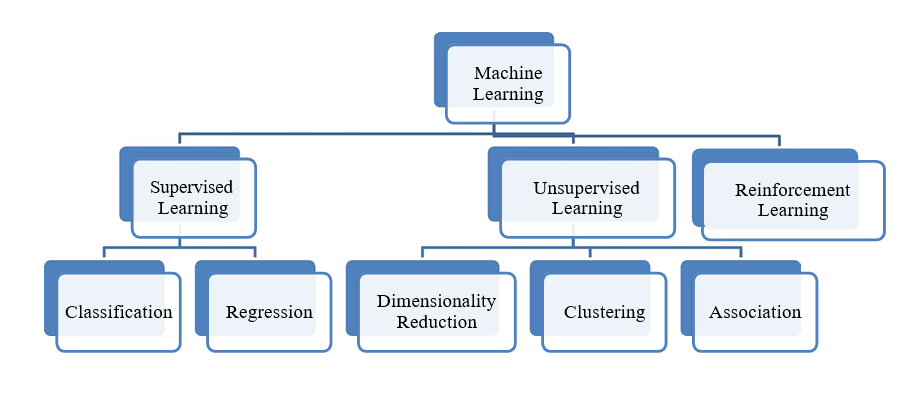 Machine
Learning
Supervised
Learning
Unsupervised
Learning
Reinforcement
Learning
Classification
Regression
Dimensionality
Reduction
Clustering
Association